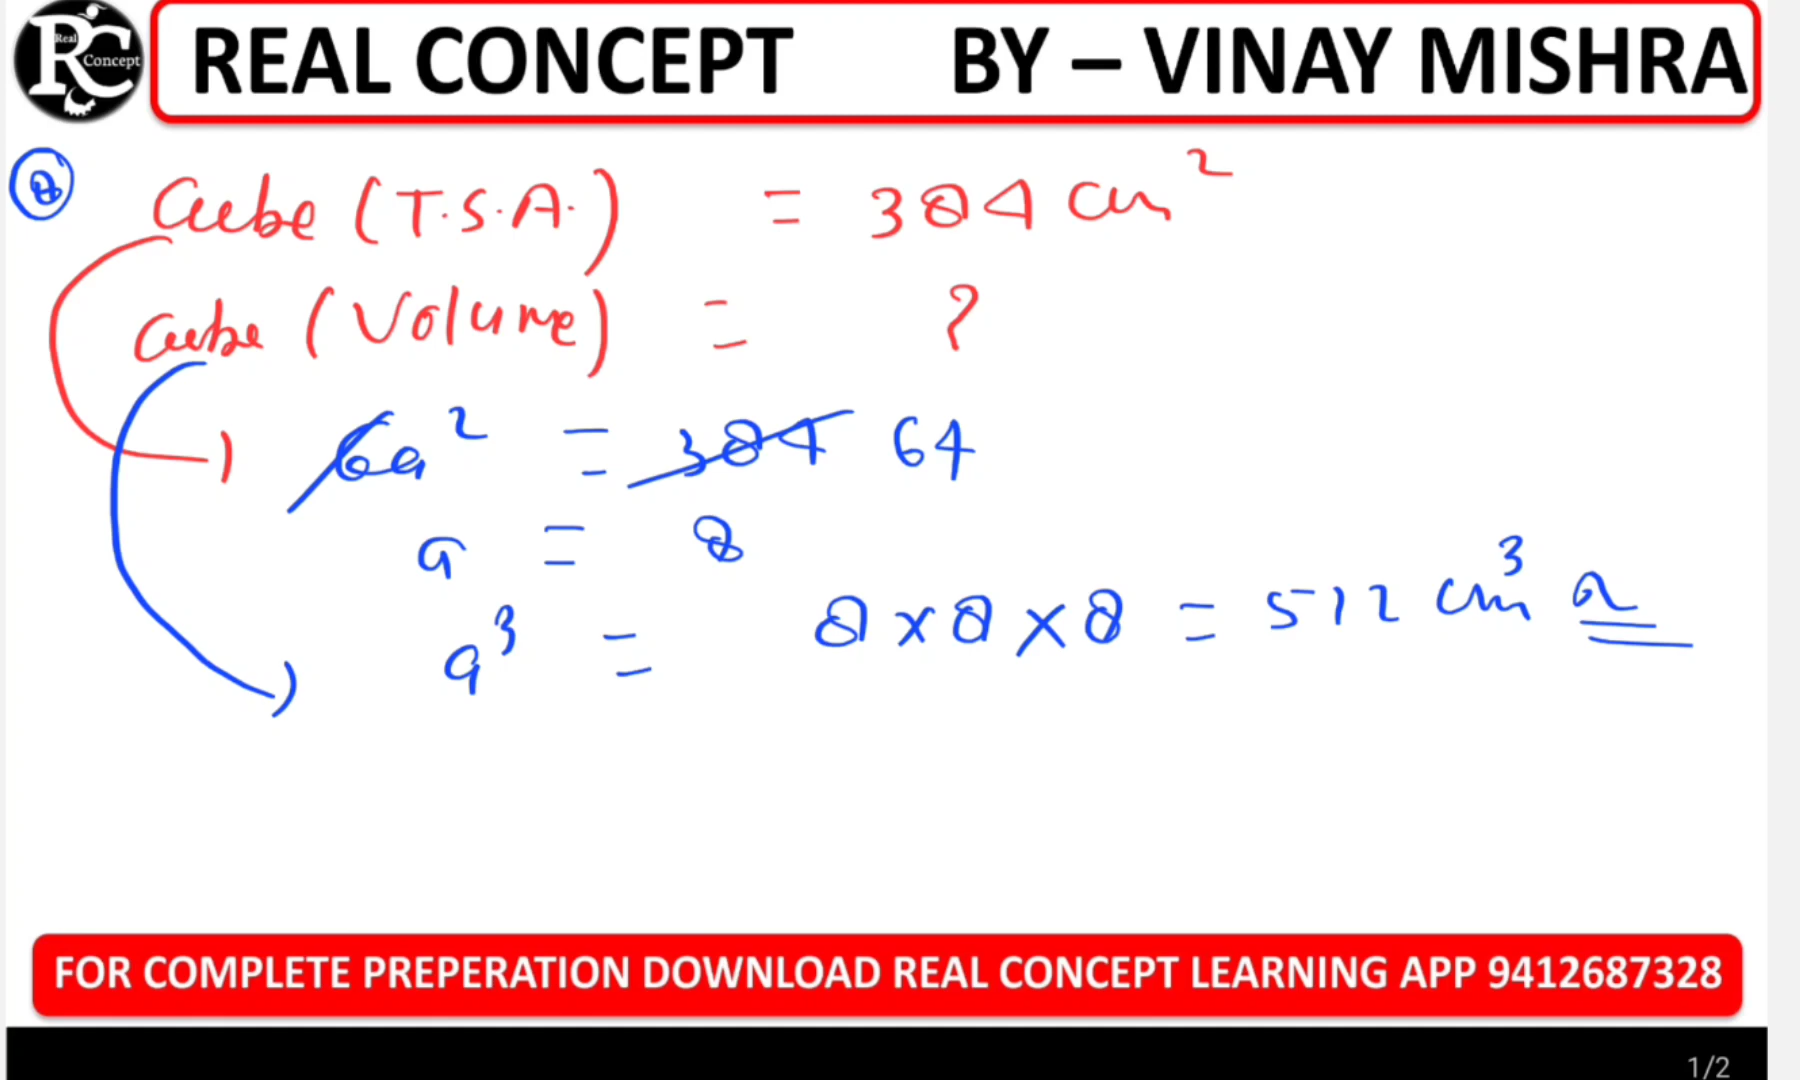 Real
Concept
REAL CONCEPT BY – VINAY MISHRA
Q
Cube (T.S.A.) = 384 cm²
Cube (Volume) = ?
6a² = 384 64
a = 8
a³ = 8 × 8 × 8 = 512 cm³
FOR COMPLETE PREPERATION DOWNLOAD REAL CONCEPT LEARNING APP 9412687328
1/2